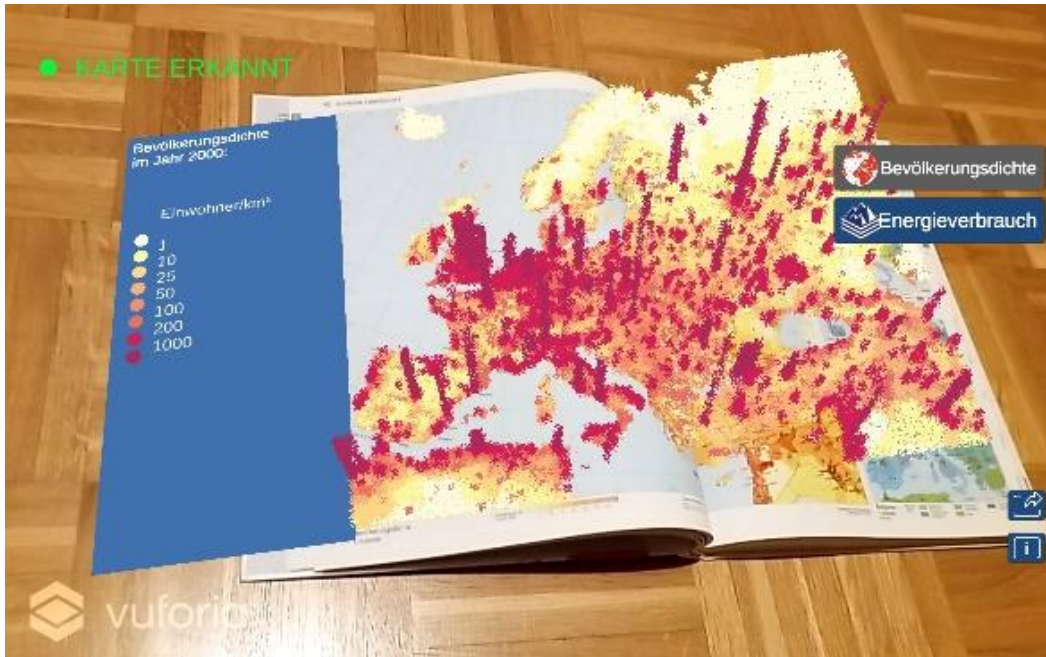 KARTE ERKANNT
Bevölkerungsdichte
im Jahr 2000:
Einwohner/km²
1
10
25
50
100
200
1000
Bevölkerungsdichte
Energieverbrauch
i
vuforia